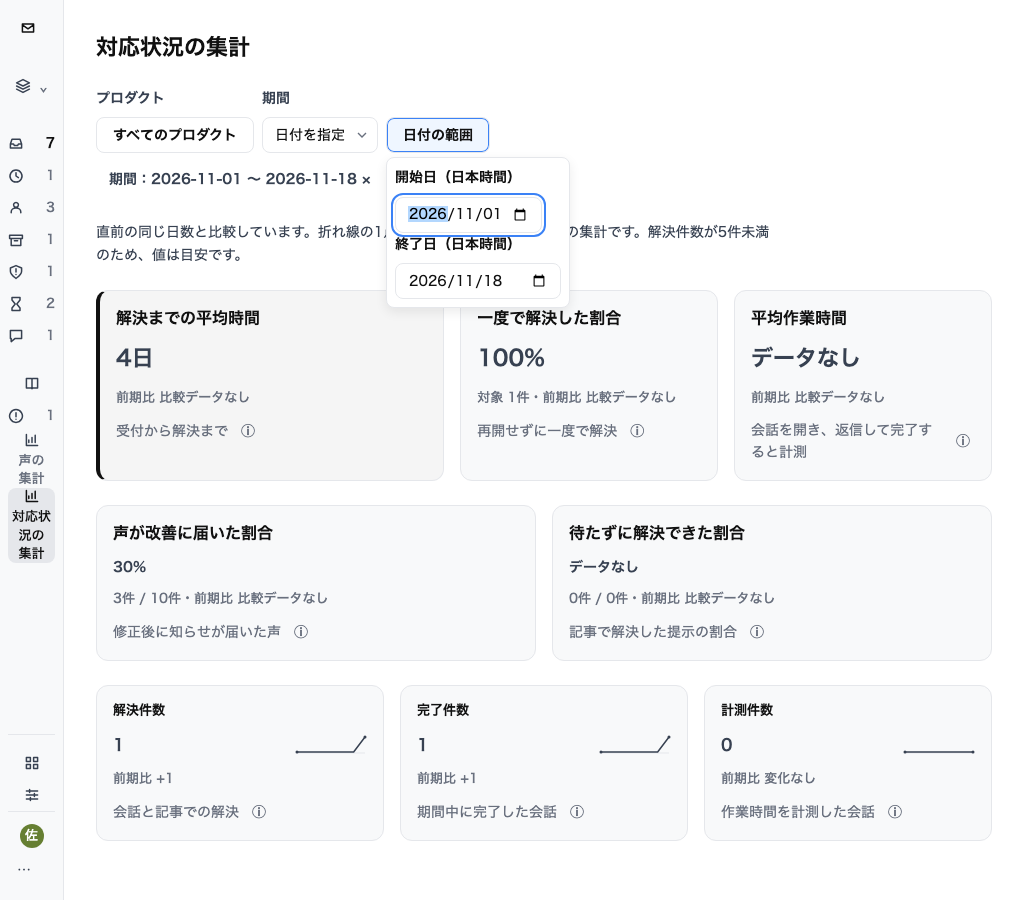 対応状況の集計
プロダクト
期間
すべてのプロダクト
日付を指定
日付の範囲
期間：2026-11-01 〜 2026-11-18 ×
開始日（日本時間）
2026/11/01
終了日（日本時間）
2026/11/18
直前の同じ日数と比較しています。折れ線の1
の集計です。解決件数が5件未満
のため、値は目安です。
7
1
3
1
1
2
1
1
声の
集計
対応状
況の
集計
佐
…
解決までの平均時間
4日
前期比 比較データなし
受付から解決まで
一度で解決した割合
100%
対象 1件・前期比 比較データなし
再開せずに一度で解決
平均作業時間
データなし
前期比 比較データなし
会話を開き、返信して完了す
ると計測
声が改善に届いた割合
30%
3件 / 10件・前期比 比較データなし
修正後に知らせが届いた声
待たずに解決できた割合
データなし
0件 / 0件・前期比 比較データなし
記事で解決した提示の割合
解決件数
1
前期比 +1
会話と記事での解決
完了件数
1
前期比 +1
期間中に完了した会話
計測件数
0
前期比 変化なし
作業時間を計測した会話